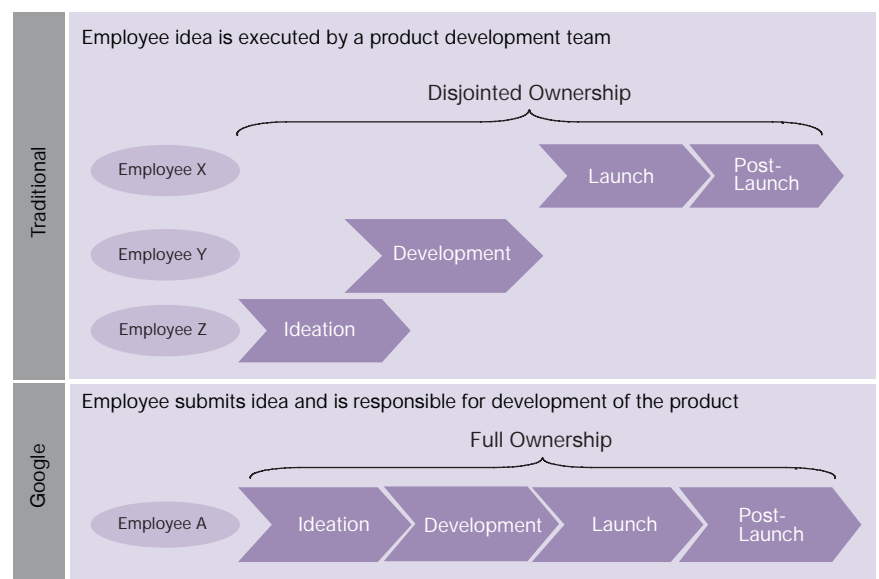 Traditional
Employee idea is executed by a product development team
Disjointed Ownership
Employee X
Launch
Post-
Launch
Employee Y
Development
Employee Z
Ideation
Google
Employee submits idea and is responsible for development of the product
Full Ownership
Employee A
Ideation
Development
Launch
Post-
Launch